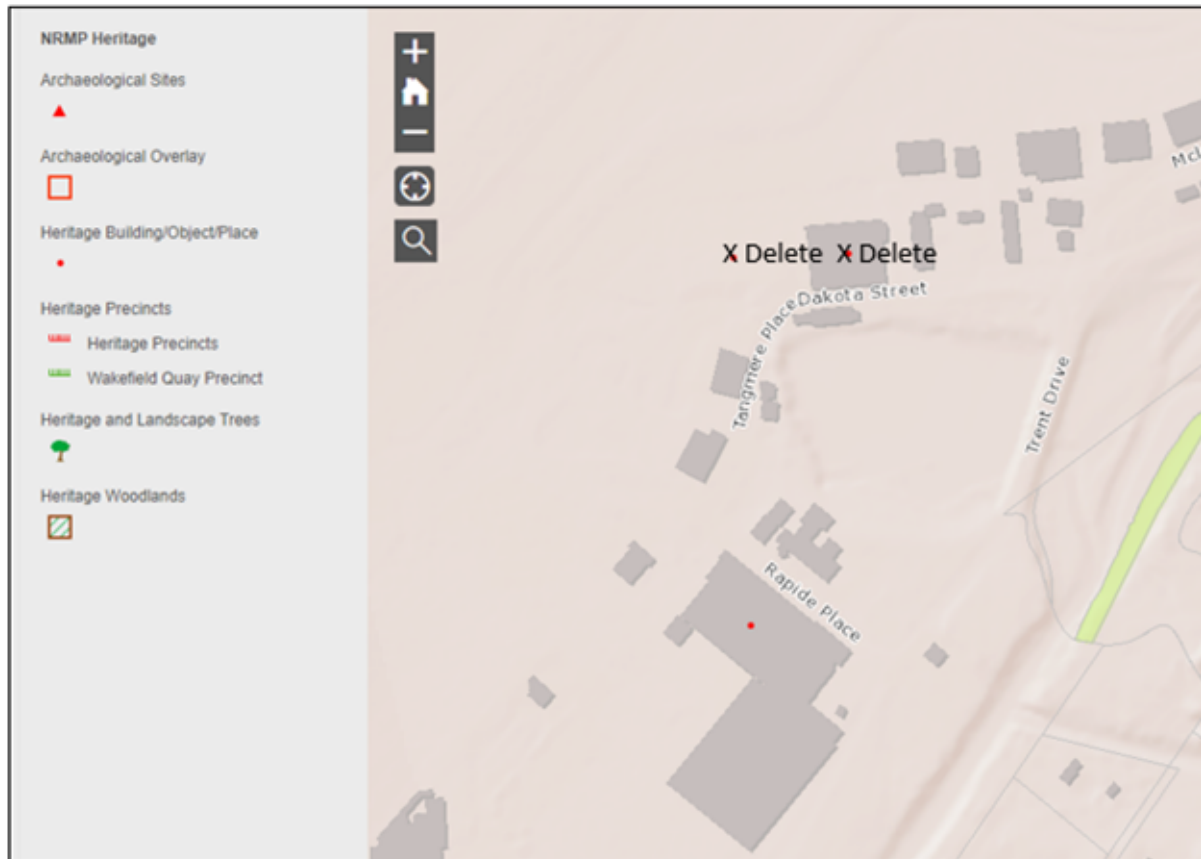 NRMP Heritage
Archaeological Sites
Archaeological Overlay
Heritage Building/Object/Place
Heritage Precincts
Heritage Precincts
Wakefield Quay Precinct
Heritage and Landscape Trees
Heritage Woodlands
McL
X Delete X Delete
Dakota Street
Tangmere Place
Trent Drive
Rapide Place